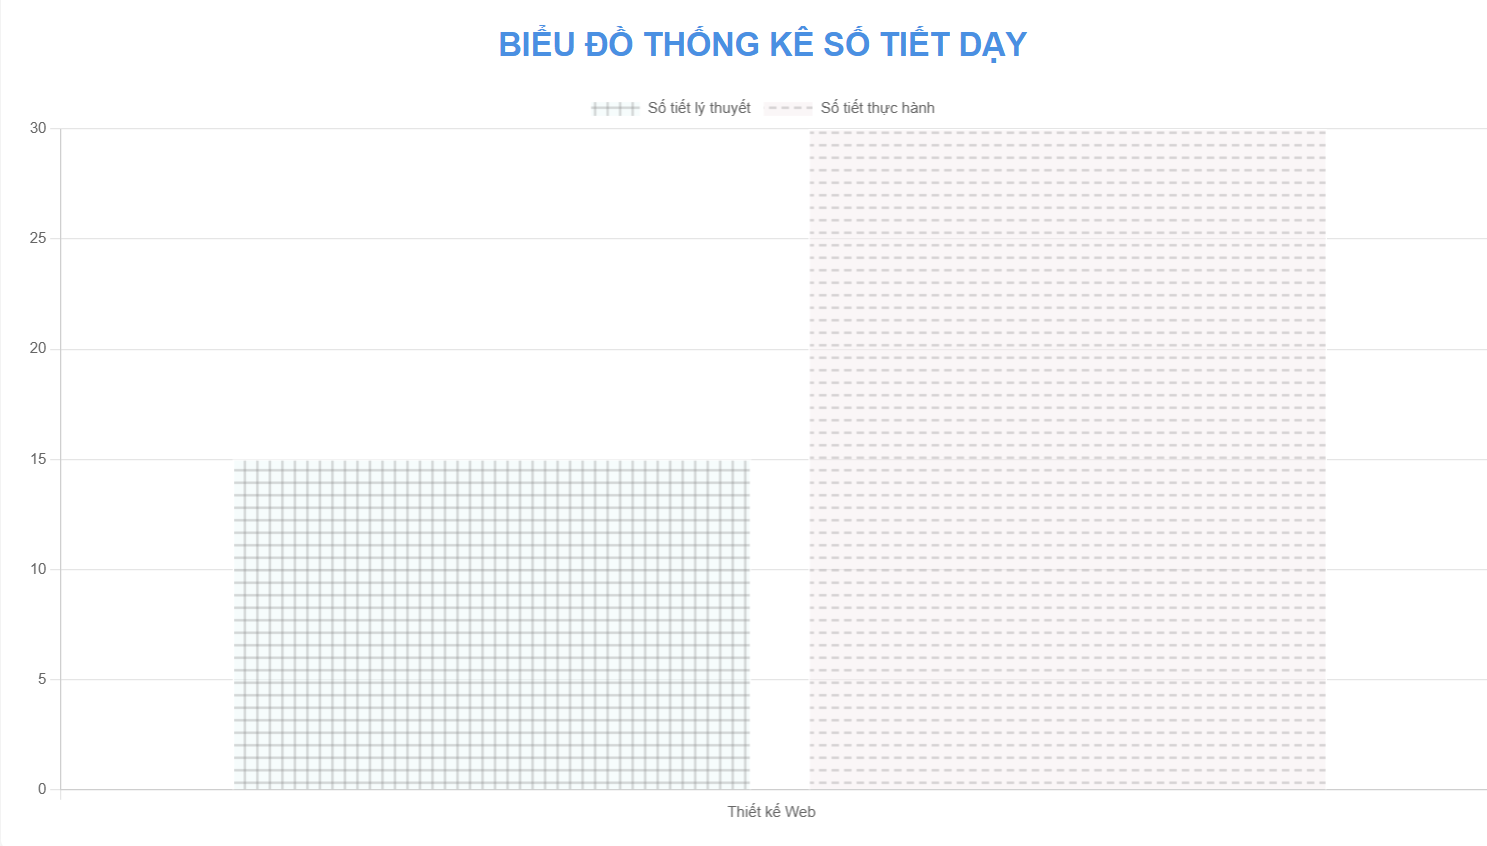 BIỂU ĐỒ THỐNG KÊ SỐ TIẾT DẠY
Số tiết lý thuyết Số tiết thực hành
30
25
20
15
10
5
0
Thiết kế Web